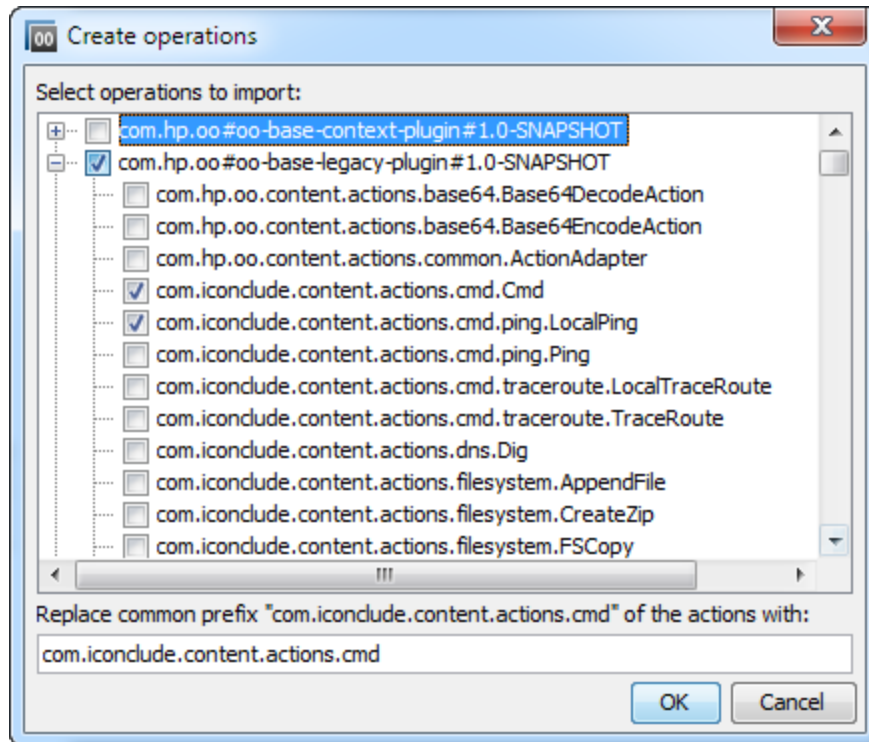 oo Create operations
Select operations to import:
com.hp.oo#oo-base-context-plugin#1.0-SNAPSHOT
com.hp.oo#oo-base-legacy-plugin#1.0-SNAPSHOT
com.hp.oo.content.actions.base64.Base64DecodeAction
com.hp.oo.content.actions.base64.Base64EncodeAction
com.hp.oo.content.actions.common.ActionAdapter
com.iconclude.content.actions.cmd.Cmd
com.iconclude.content.actions.cmd.ping.LocalPing
com.iconclude.content.actions.cmd.ping.Ping
com.iconclude.content.actions.cmd.traceroute.LocalTraceRoute
com.iconclude.content.actions.cmd.traceroute.TraceRoute
com.iconclude.content.actions.dns.Dig
com.iconclude.content.actions.filesystem.AppendFile
com.iconclude.content.actions.filesystem.CreateZip
com.iconclude.content.actions.filesystem.FSCopy
Replace common prefix "com.iconclude.content.actions.cmd" of the actions with:
com.iconclude.content.actions.cmd
OK Cancel